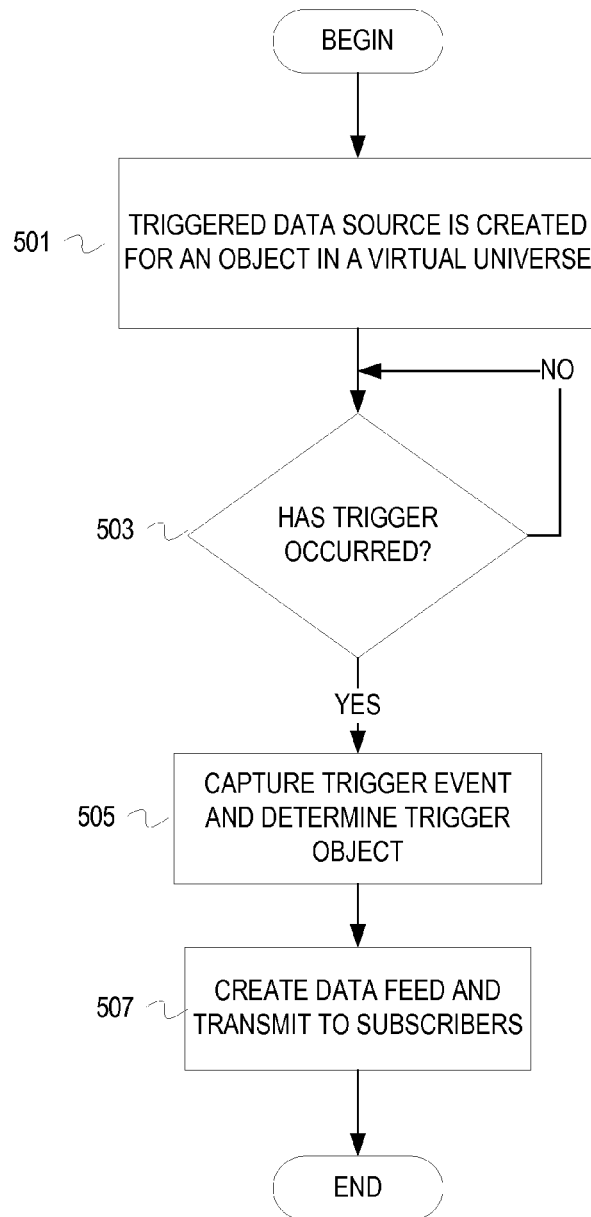 BEGIN
501
TRIGGERED DATA SOURCE IS CREATED
FOR AN OBJECT IN A VIRTUAL UNIVERSE
NO
503
HAS TRIGGER
OCCURRED?
YES
505
CAPTURE TRIGGER EVENT
AND DETERMINE TRIGGER
OBJECT
507
CREATE DATA FEED AND
TRANSMIT TO SUBSCRIBERS
END